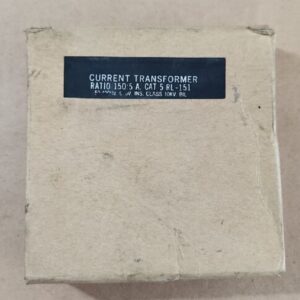 CURRENT TRANSFORMER
RATIO 150:5 A. CAT 5 RL-151
INS. CLASS 10KV BIL